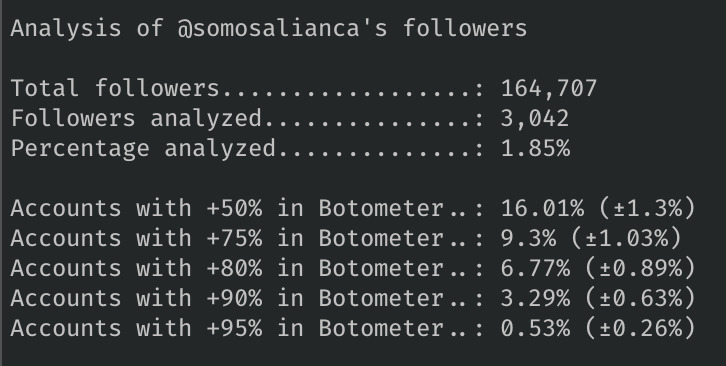 Analysis of @somosalianca's followers
Total followers..................: 164,707
Followers analyzed...............: 3,042
Percentage analyzed..............: 1.85%
Accounts with +50% in Botometer..: 16.01% (±1.3%)
Accounts with +75% in Botometer..: 9.3% (±1.03%)
Accounts with +80% in Botometer..: 6.77% (±0.89%)
Accounts with +90% in Botometer..: 3.29% (±0.63%)
Accounts with +95% in Botometer..: 0.53% (±0.26%)